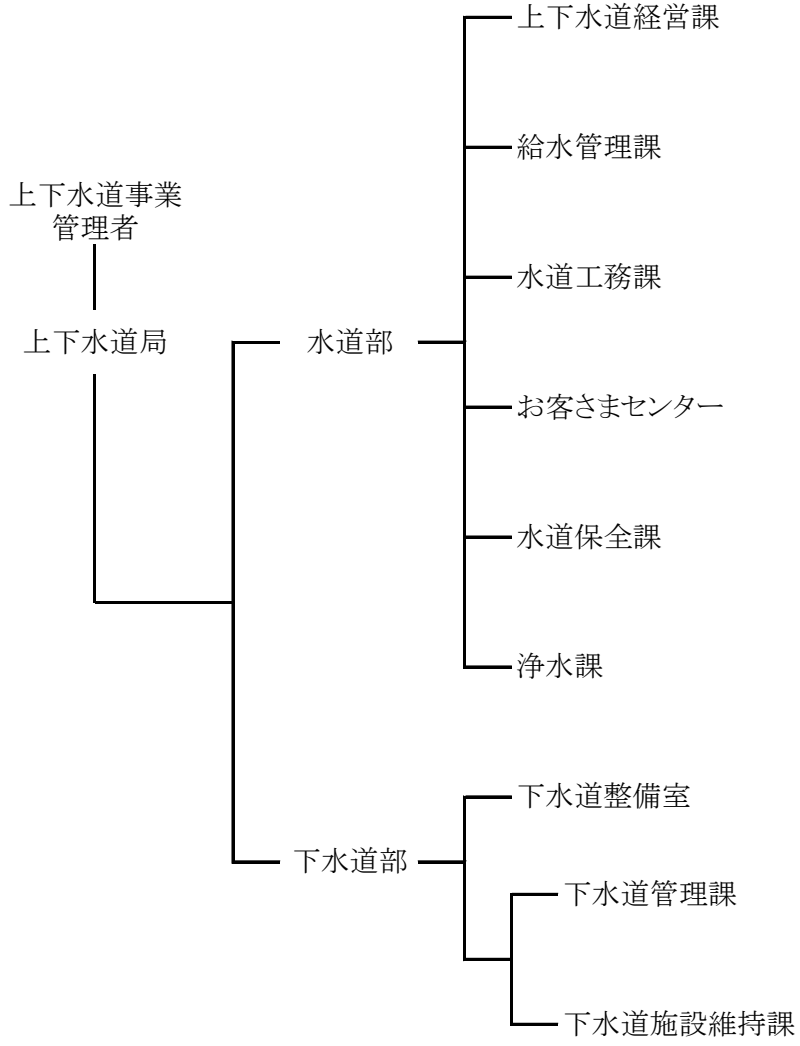 上下水道事業
管理者
上下水道局
水道部
上下水道経営課
給水管理課
水道工務課
お客さまセンター
水道保全課
浄水課
下水道部
下水道整備室
下水道管理課
下水道施設維持課